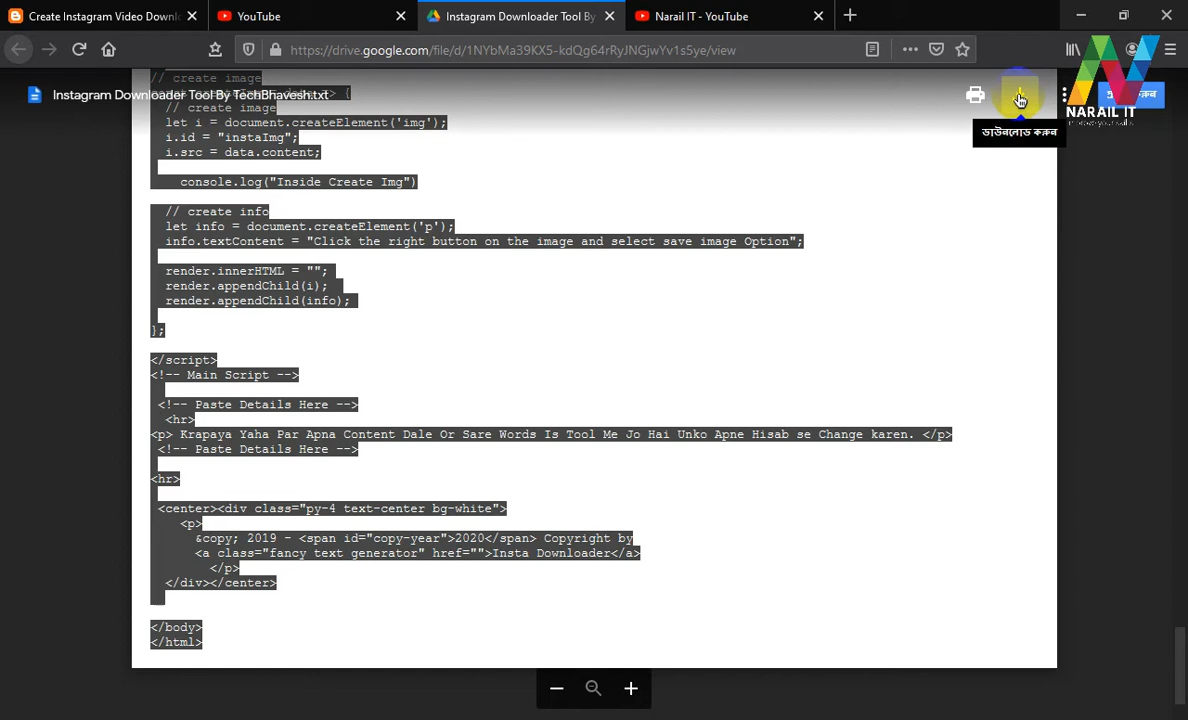 Create Instagram Video Downl
YouTube
Instagram Downloader Tool By
Narail IT - YouTube
https://drive.google.com/file/d/1NYbMa39KX5-kdQg64rRyJNGjwYv1s5ye/view
// create image
Instagram Downloader Tool By TechBhavesh.txt
NARAIL IT
ডাউনলোড করুন
// create image
let i = document.createElement('img');
i.id = "instaImg";
i.src = data.content;
console.log("Inside Create Img")
// create info
let info = document.createElement('p');
info.textContent = "Click the right button on the image and select save image Option";
render.innerHTML = "";
render.appendChild(i);
render.appendChild(info);
};
</script>
<!-- Main Script -->
<!-- Paste Details Here -->
<hr>
<p> Krapaya Yaha Par Apna Content Dale Or Sare Words Is Tool Me Jo Hai Unko Apne Hisab se Change karen. </p>
<!-- Paste Details Here -->
<hr>
<center><div class="py-4 text-center bg-white">
<p>
&copy; 2019 - <span id="copy-year">2020</span> Copyright by
<a class="fancy text generator" href="">Insta Downloader</a>
</p>
</div></center>
</body>
</html>